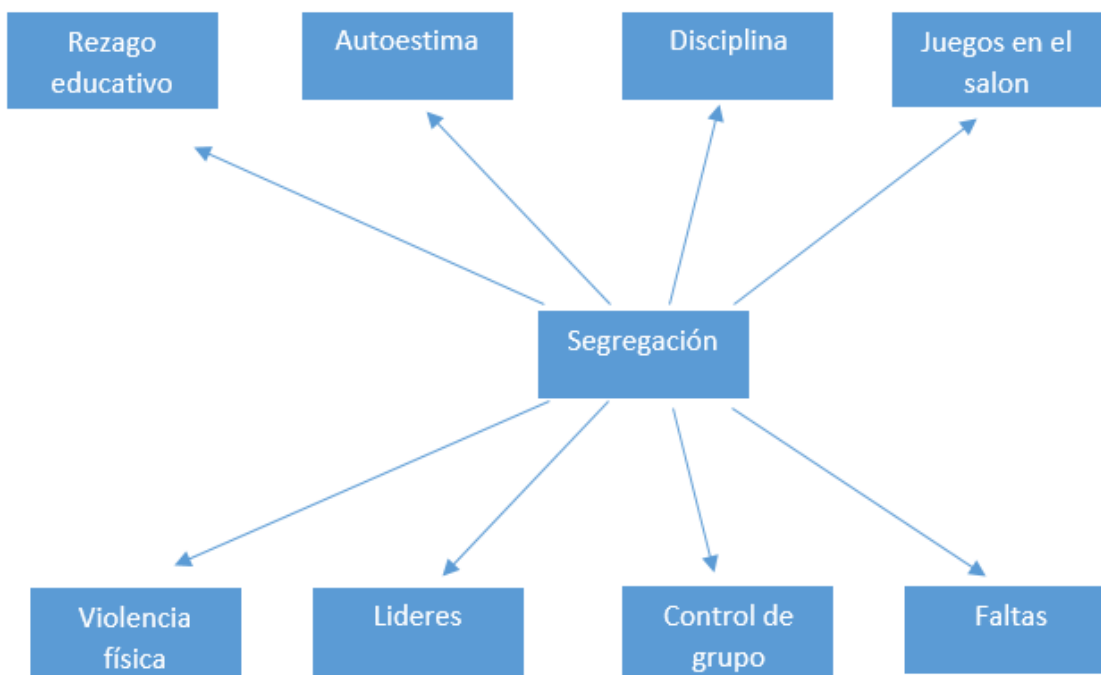 Rezago
educativo
Autoestima
Disciplina
Juegos en el
salon
Segregación
Violencia
física
Lideres
Control de
grupo
Faltas